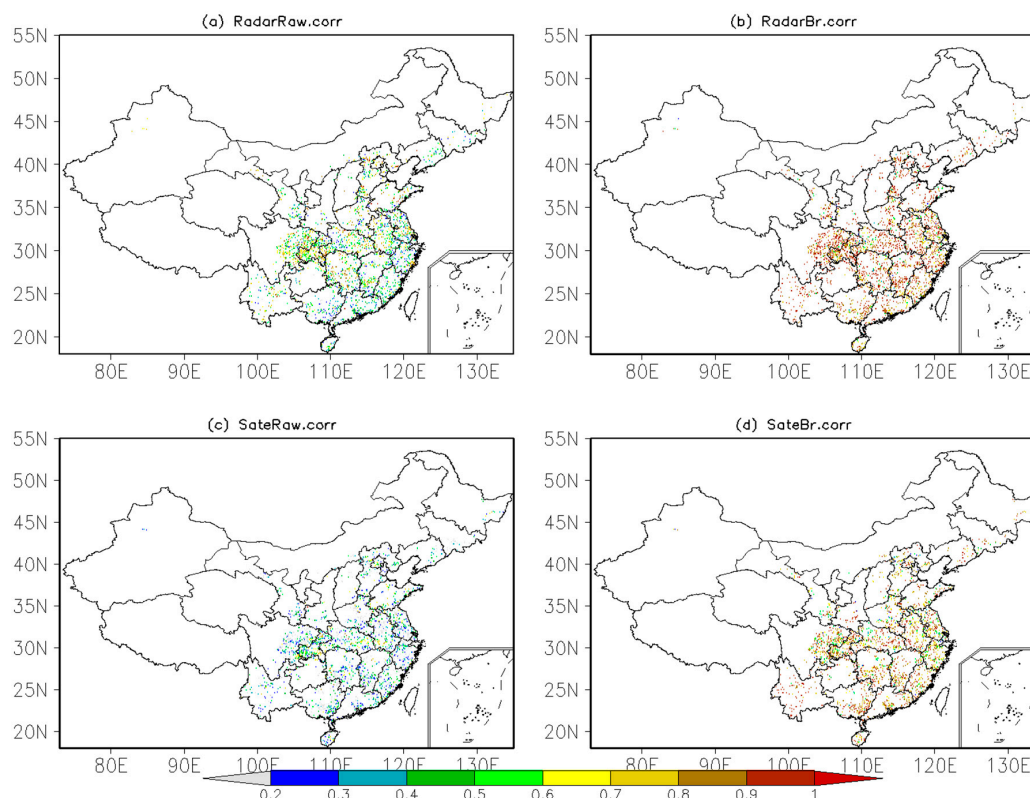 (a) RadarRaw.corr
(b) RadarBr.corr
55N
50N
45N
40N
35N
30N
25N
20N
80E 90E 100E 110E 120E 130E
55N
50N
45N
40N
35N
30N
25N
20N
80E 90E 100E 110E 120E 130E
(c) SateRaw.corr
(d) SateBr.corr
55N
50N
45N
40N
35N
30N
25N
20N
80E 90E 100E 110E 120E 130E
55N
50N
45N
40N
35N
30N
25N
20N
80E 90E 100E 110E 120E 130E
0.2 0.3 0.4 0.5 0.6 0.7 0.8 0.9 1